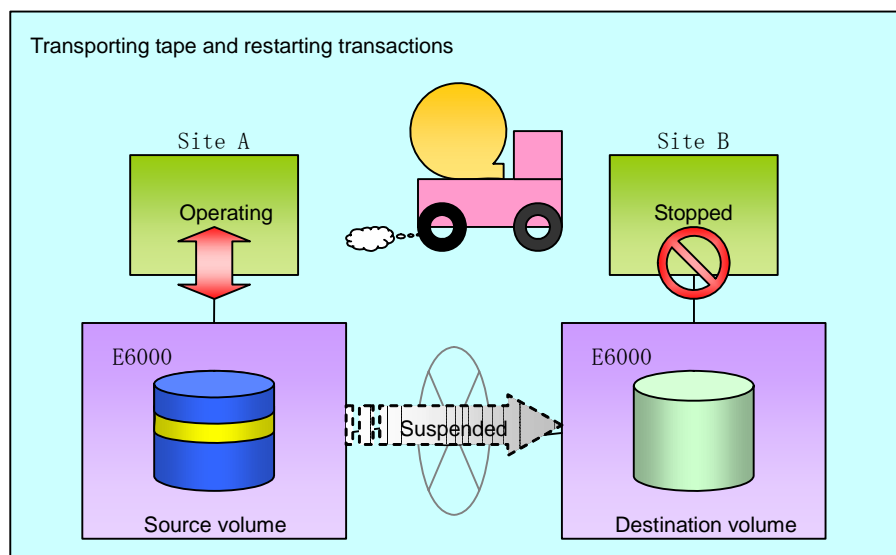 Transporting tape and restarting transactions
Site A
Site B
Operating
Stopped
E6000
E6000
Suspended
Source volume
Destination volume